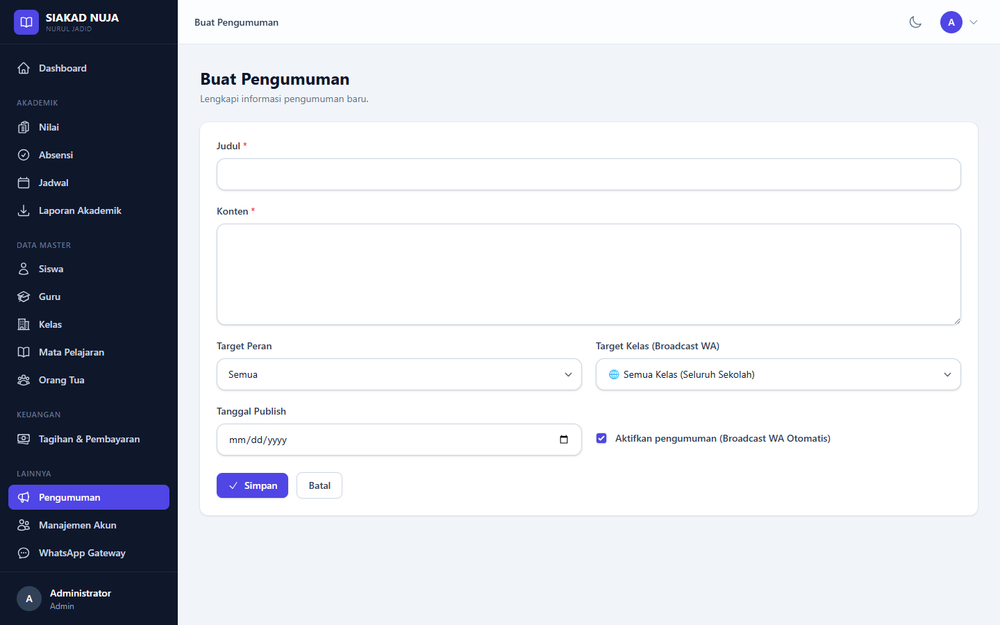 SIAKAD NUJA
NURUL JADID
Dashboard
AKADEMIK
Nilai
Absensi
Jadwal
Laporan Akademik
DATA MASTER
Siswa
Guru
Kelas
Mata Pelajaran
Orang Tua
KEUANGAN
Tagihan & Pembayaran
LAINNYA
Pengumuman
Manajemen Akun
WhatsApp Gateway
A
Administrator
Admin
Buat Pengumuman
A
Buat Pengumuman
Lengkapi informasi pengumuman baru.
Judul *
Konten *
Target Peran
Semua
Target Kelas (Broadcast WA)
🌐 Semua Kelas (Seluruh Sekolah)
Tanggal Publish
mm/dd/yyyy
Aktifkan pengumuman (Broadcast WA Otomatis)
Simpan
Batal